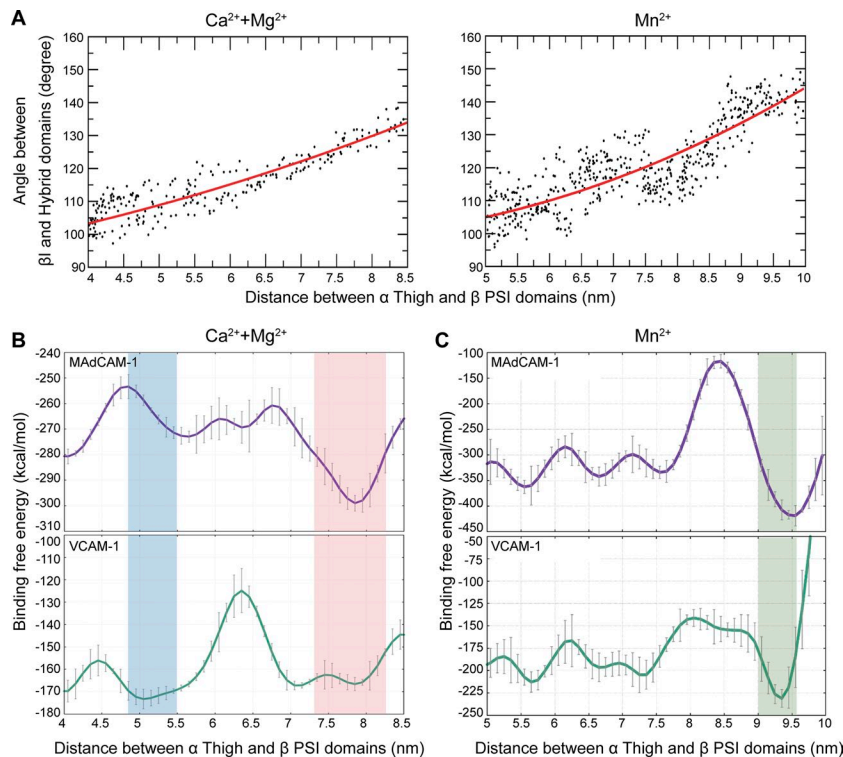 A
Ca²⁺+Mg²⁺
Mn²⁺
Angle between
βI and Hybrid domains (degree)
160
150
140
130
120
110
100
90
4 4.5 5 5.5 6 6.5 7 7.5 8 8.5
160
150
140
130
120
110
100
90
5 5.5 6 6.5 7 7.5 8 8.5 9 9.5 10
Distance between α Thigh and β PSI domains (nm)
B
Ca²⁺+Mg²⁺
Binding free energy (kcal/mol)
MAdCAM-1
-240
-250
-260
-270
-280
-290
-300
-310
VCAM-1
-100
-110
-120
-130
-140
-150
-160
-170
-180
4 4.5 5 5.5 6 6.5 7 7.5 8 8.5
Distance between α Thigh and β PSI domains (nm)
C
Mn²⁺
Binding free energy (kcal/mol)
MAdCAM-1
-100
-150
-200
-250
-300
-350
-400
-450
VCAM-1
-50
-75
-100
-125
-150
-175
-200
-225
-250
5 5.5 6 6.5 7 7.5 8 8.5 9 9.5 10
Distance between α Thigh and β PSI domains (nm)